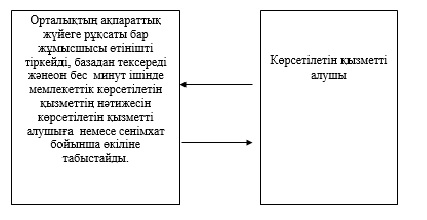 Орталықтың ақпараттық
жүйеге рұқсаты бар
жұмысшысы өтінішті
тіркейді, базадан тексереді
жәнеон бес минут ішінде
мемлекеттік көрсетілетін
қызметтің нәтижесін
көрсетілетін қызметті
алушыға немесе сенімхат
бойынша өкіліне
табыстайды.
Көрсетілетін қызметті
алушы